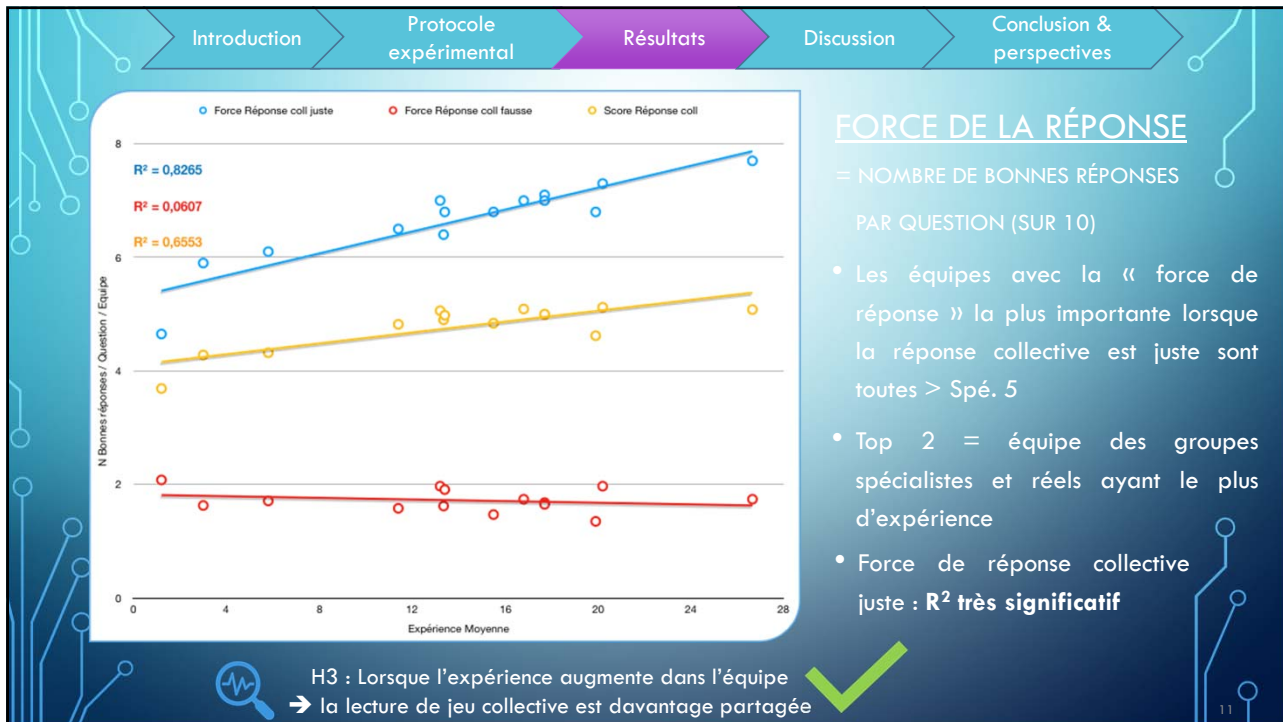 Introduction
Protocole
expérimental
Résultats
Discussion
Conclusion &
perspectives
Force Réponse coll juste
Force Réponse coll fausse
Score Réponse coll
R² = 0,8265
R² = 0,0607
R² = 0,6553
N Bonnes réponses / Question / Equipe
8
6
4
2
0
0 4 8 12 16 20 24 28
Expérience Moyenne
FORCE DE LA RÉPONSE
= NOMBRE DE BONNES RÉPONSES
PAR QUESTION (SUR 10)
• Les équipes avec la « force de
réponse » la plus importante lorsque
la réponse collective est juste sont
toutes > Spé. 5
• Top 2 = équipe des groupes
spécialistes et réels ayant le plus
d’expérience
• Force de réponse collective
juste : R² très significatif
H3 : Lorsque l’expérience augmente dans l’équipe
➔ la lecture de jeu collective est davantage partagée
11